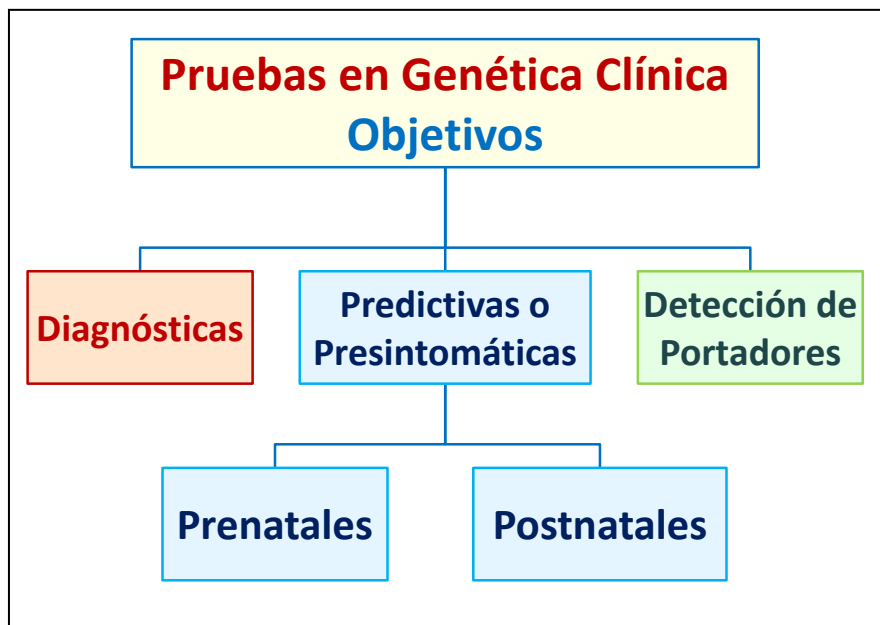 Pruebas en Genética Clínica
Objetivos
Diagnósticas
Predictivas o
Presintomáticas
Detección de
Portadores
Prenatales
Postnatales